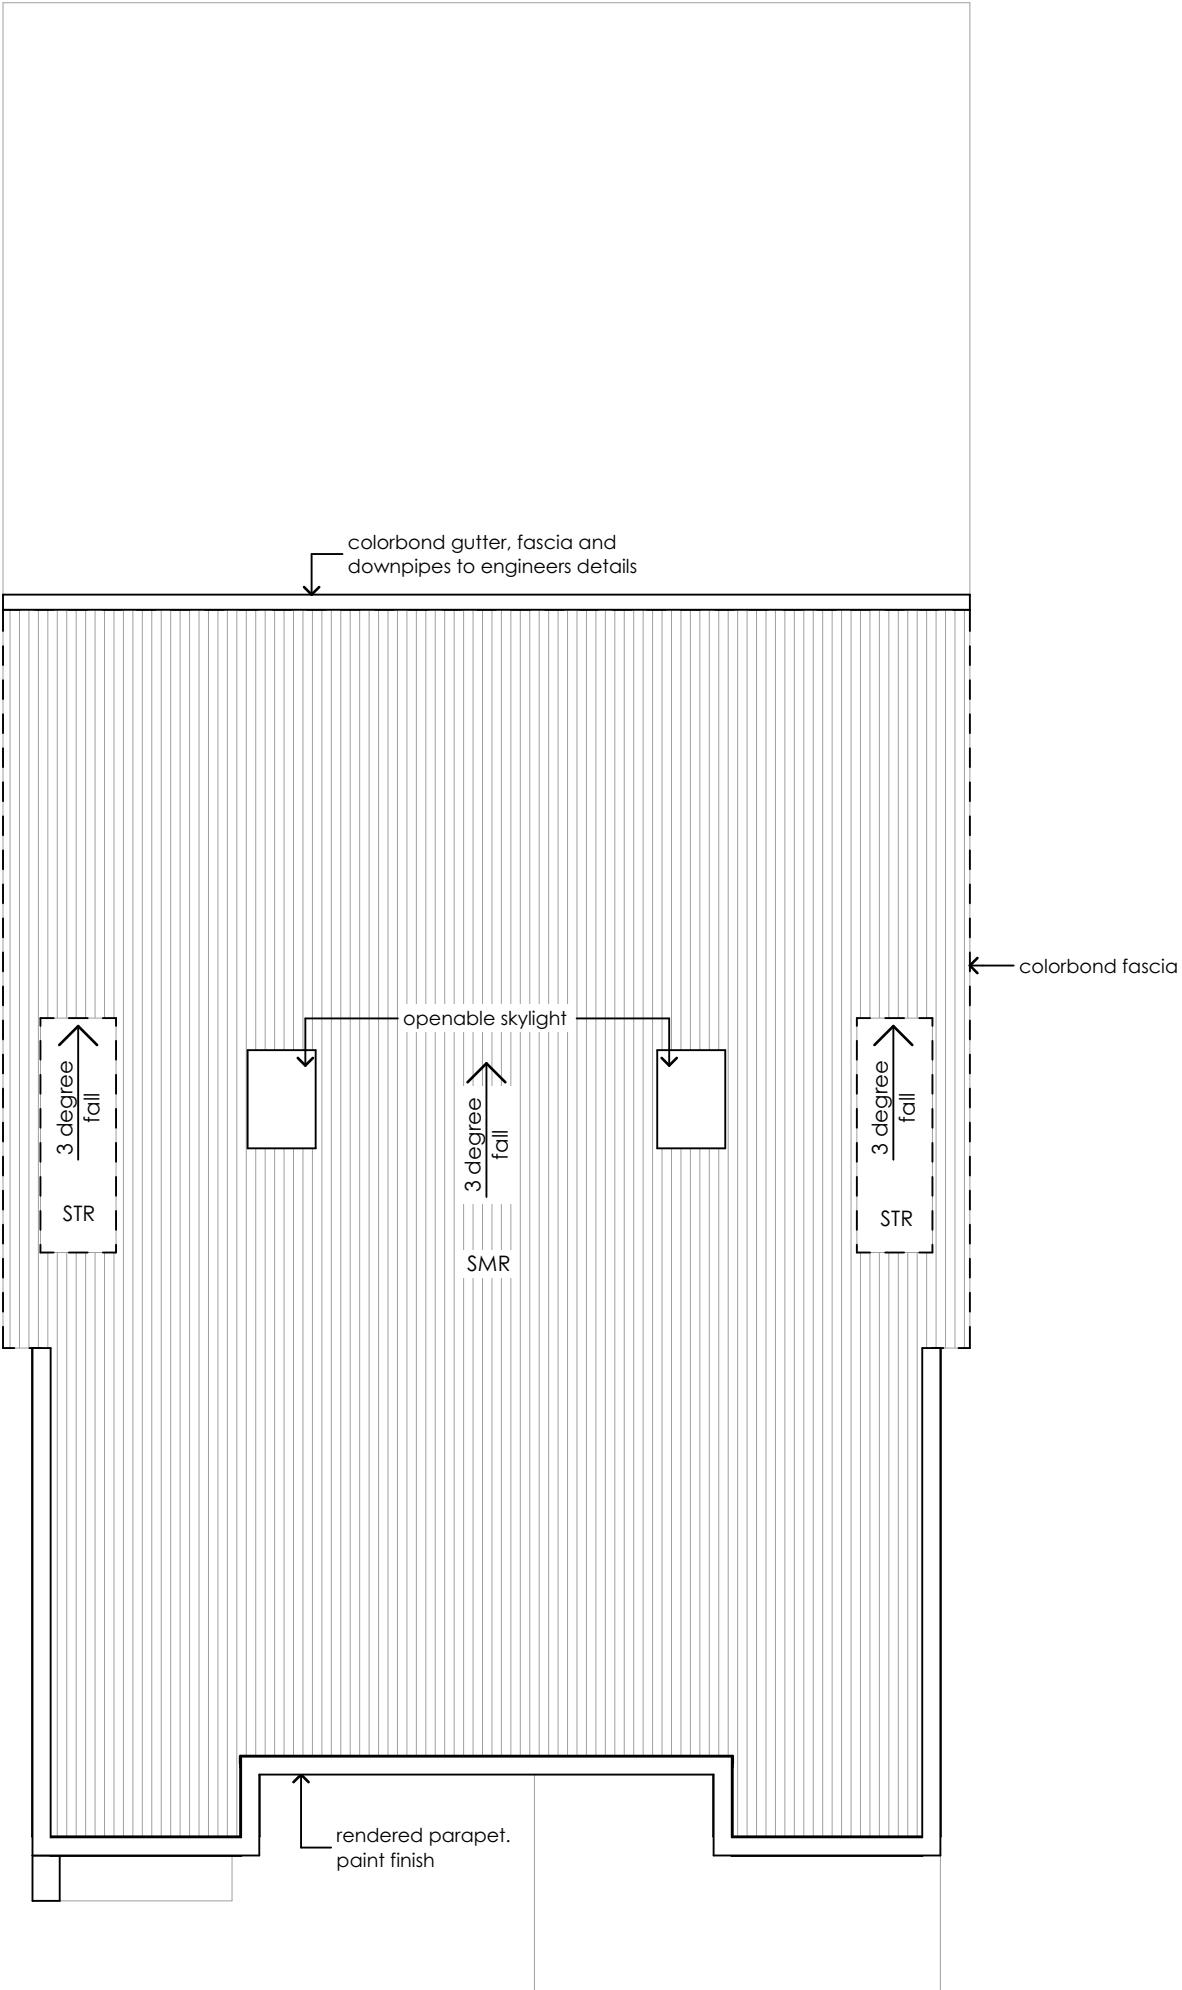 colorbond gutter, fascia and
downpipes to engineers details
colorbond fascia
openable skylight
3 degree
fall
STR
3 degree
fall
SMR
3 degree
fall
STR
rendered parapet.
paint finish